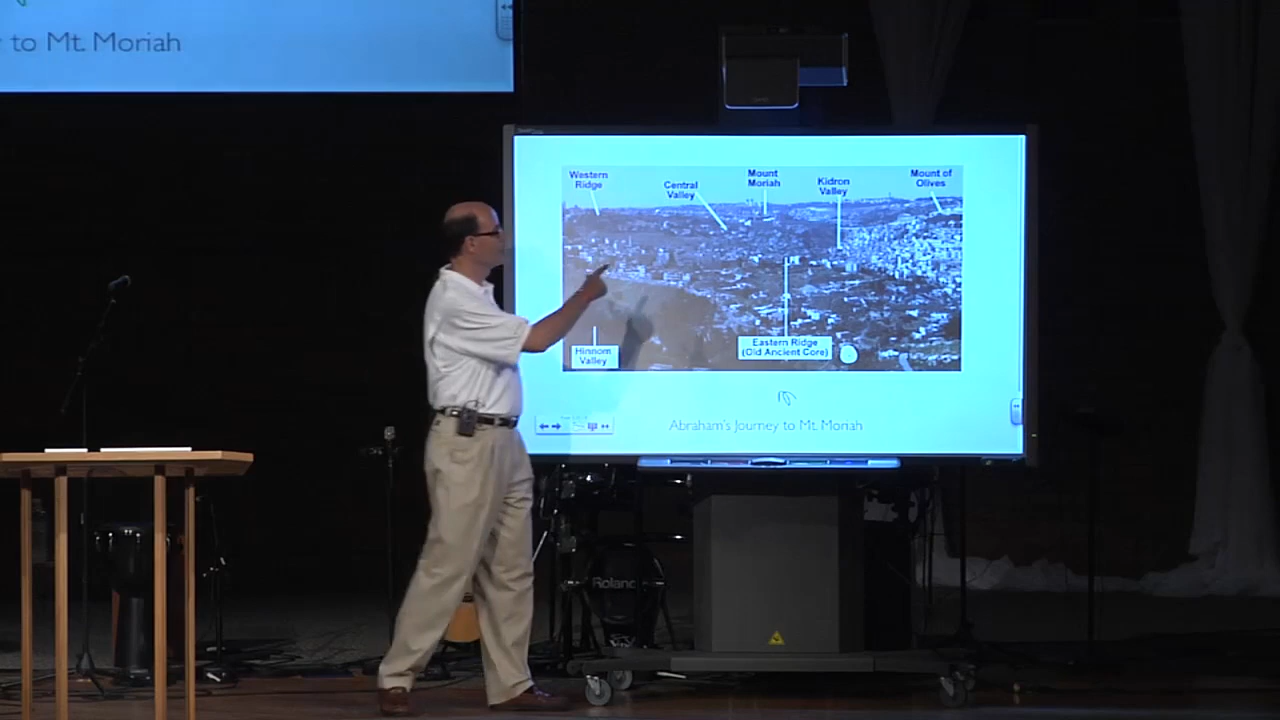 to Mt. Moriah
Western
Ridge
Central
Valley
Mount
Moriah
Kidron
Valley
Mount of
Olives
Hinnom
Valley
Eastern Ridge
(Old Ancient Core)
Abraham's Journey to Mt. Moriah
Roland